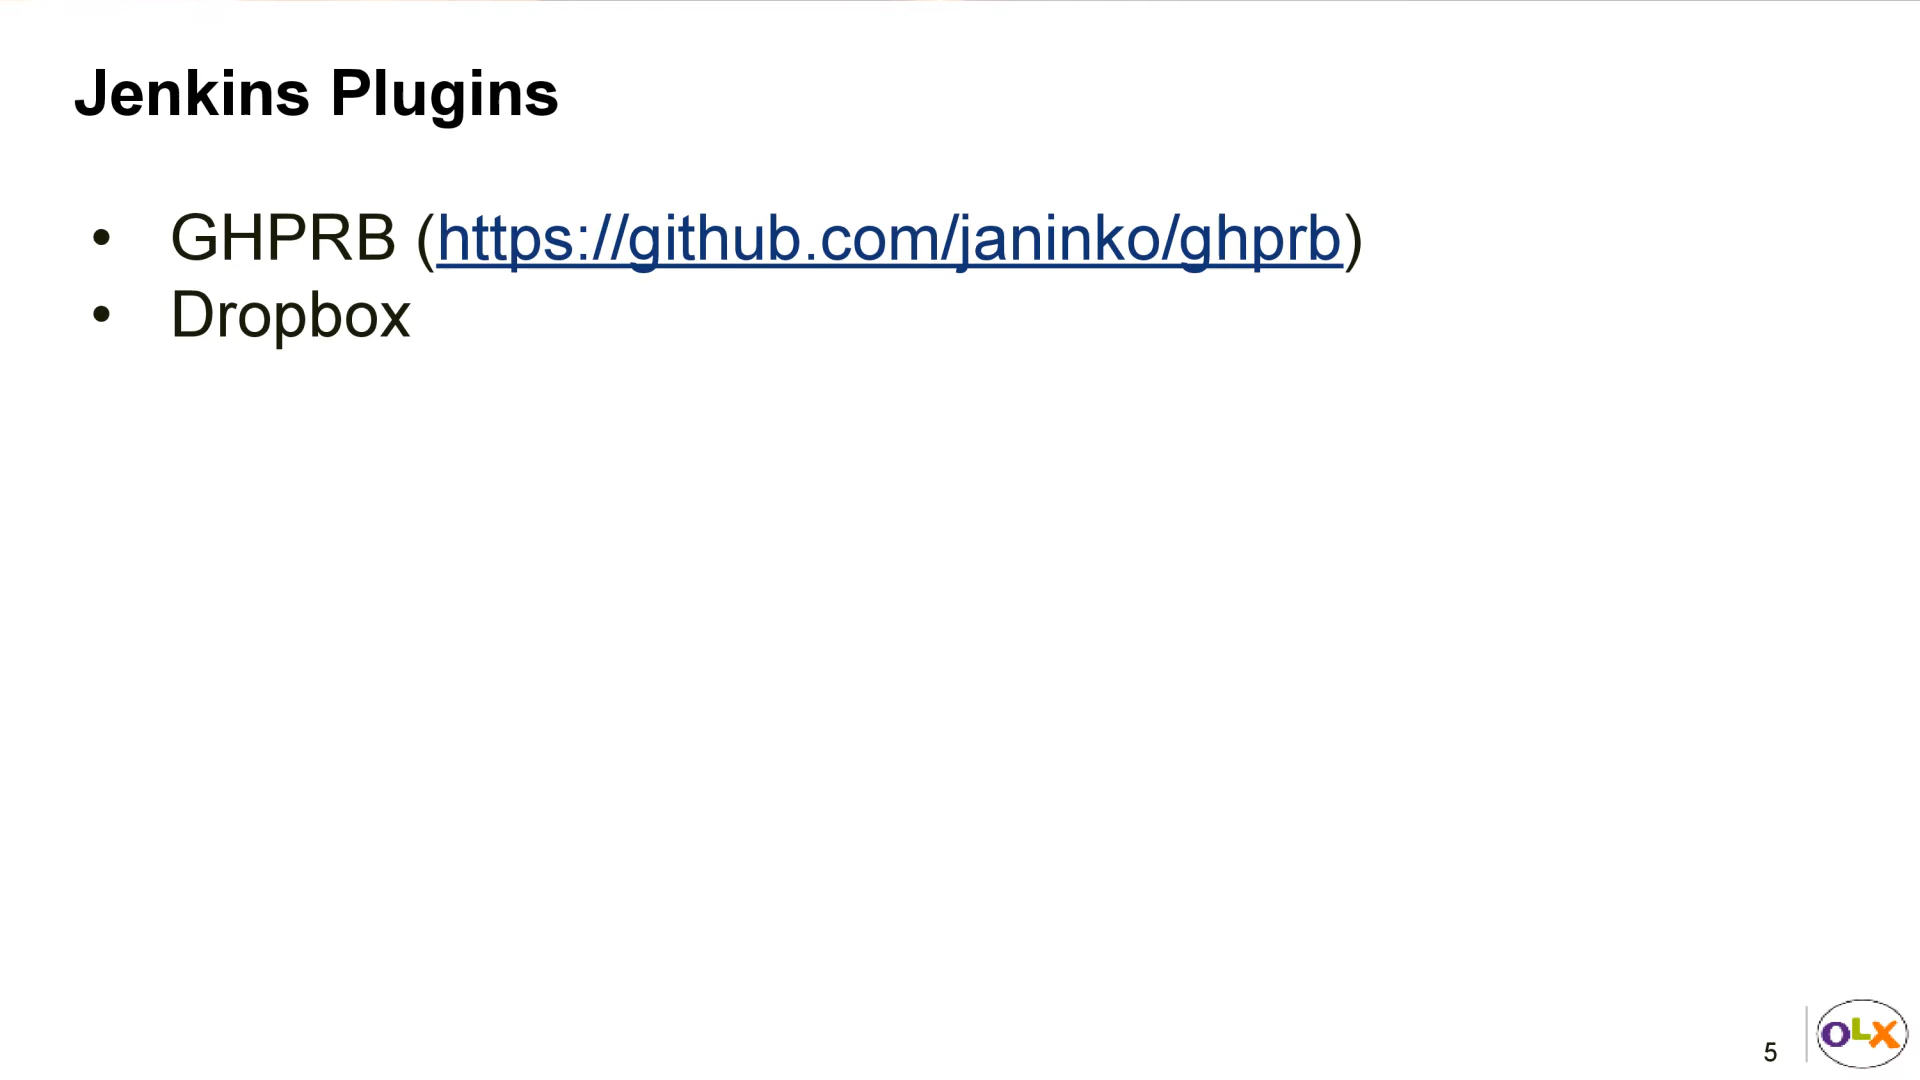 Jenkins Plugins
• GHPRB (https://github.com/janinko/ghprb)
• Dropbox
5
OLX